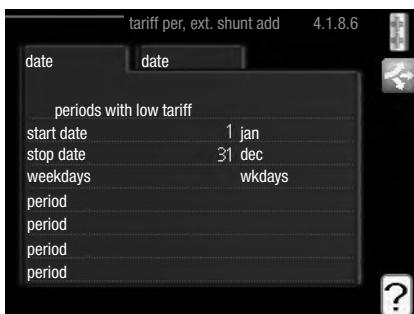 tariff per, ext. shunt add 4.1.8.6
date date
periods with low tariff
start date 1 jan
stop date 31 dec
weekdays wkdays
period
period
period
period
?